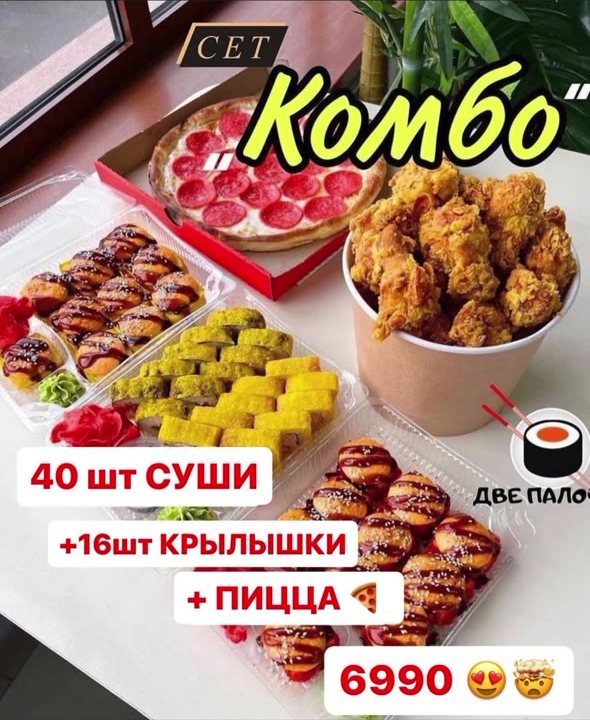 СЕТ
"Комбо"
ДВЕ ПАЛО
40 шт СУШИ
+16шт КРЫЛЫШКИ
+ ПИЦЦА 🍕
6990 😍🤯